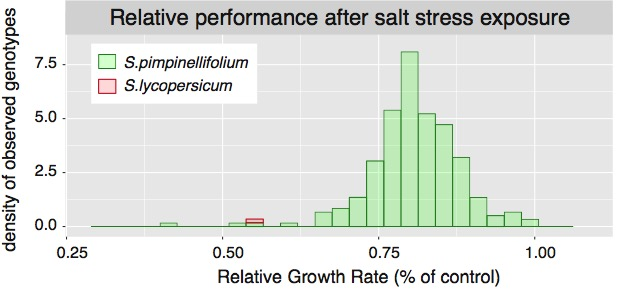 Relative performance after salt stress exposure
density of observed genotypes
7.5
5.0
2.5
0.0
S.pimpinellifolium
S.lycopersicum
0.25 0.50 0.75 1.00
Relative Growth Rate (% of control)